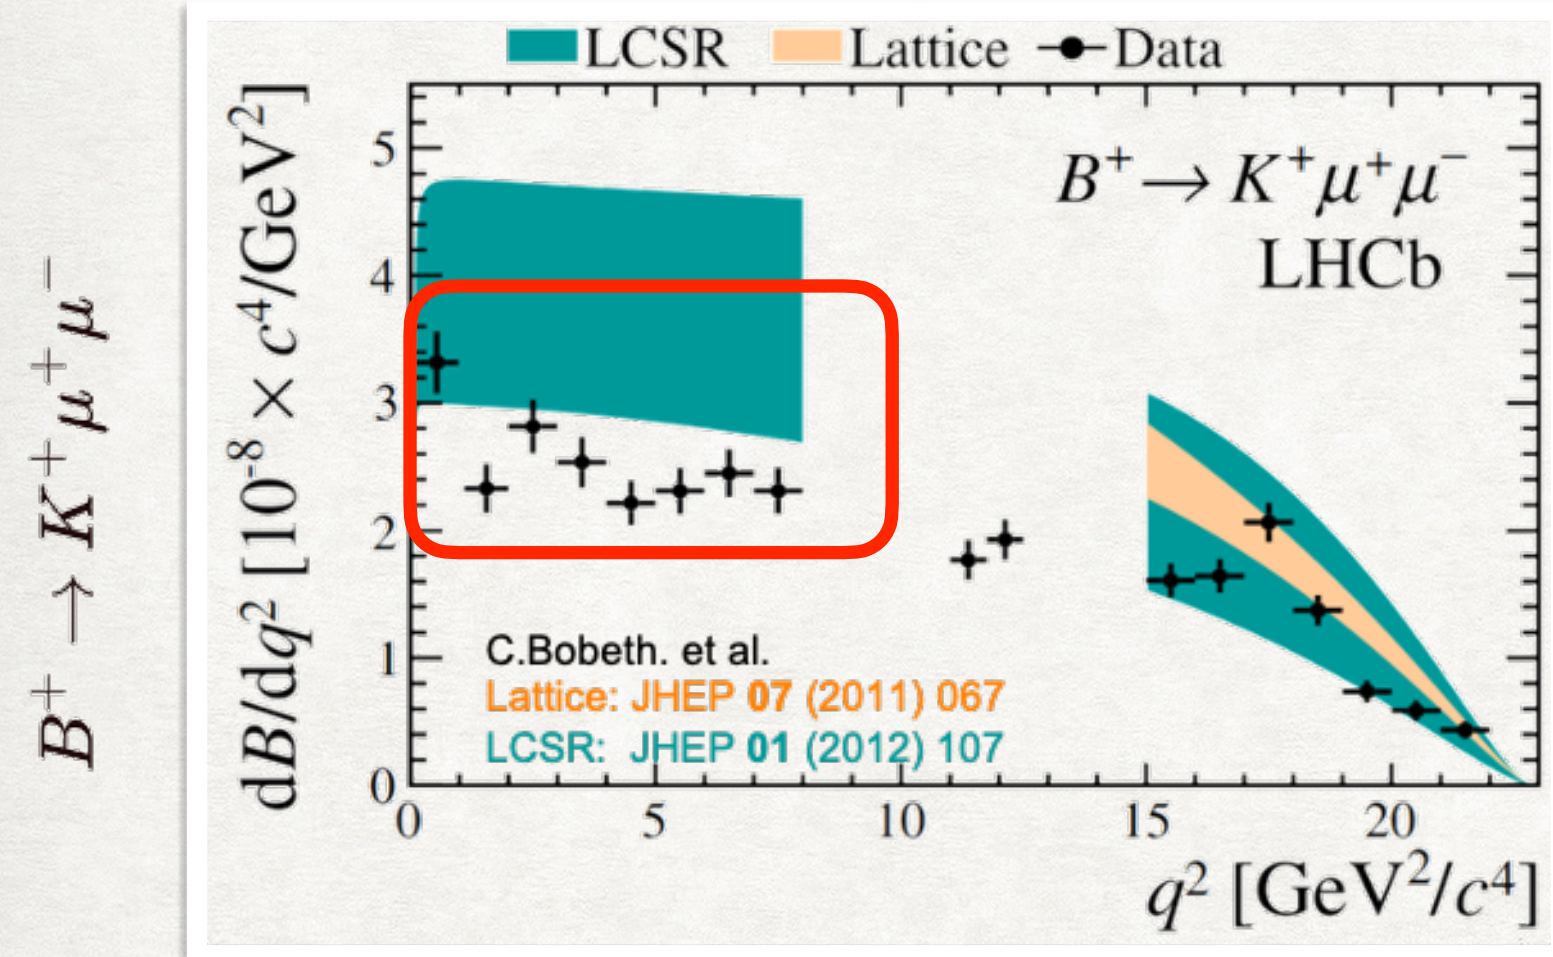 B⁺ → K⁺μ⁺μ⁻
LCSR Lattice Data
dB/dq² [10⁻⁸ × c⁴/GeV²]
5
4
3
2
1
0
B⁺ → K⁺μ⁺μ⁻
LHCb
C.Bobeth. et al.
Lattice: JHEP 07 (2011) 067
LCSR: JHEP 01 (2012) 107
0 5 10 15 20
q² [GeV²/c⁴]